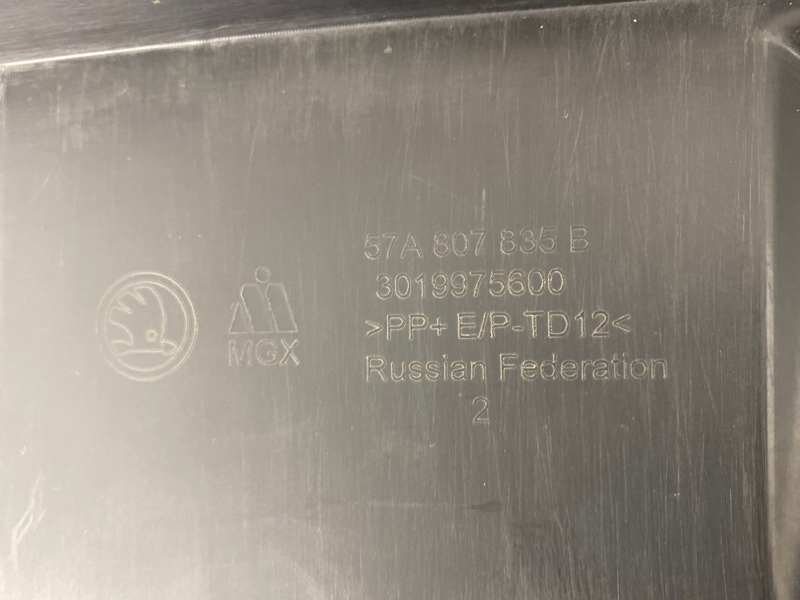 57A 807 835 B
3019975600
>PP+ E/P-TD12<
Russian Federation
2
MGX